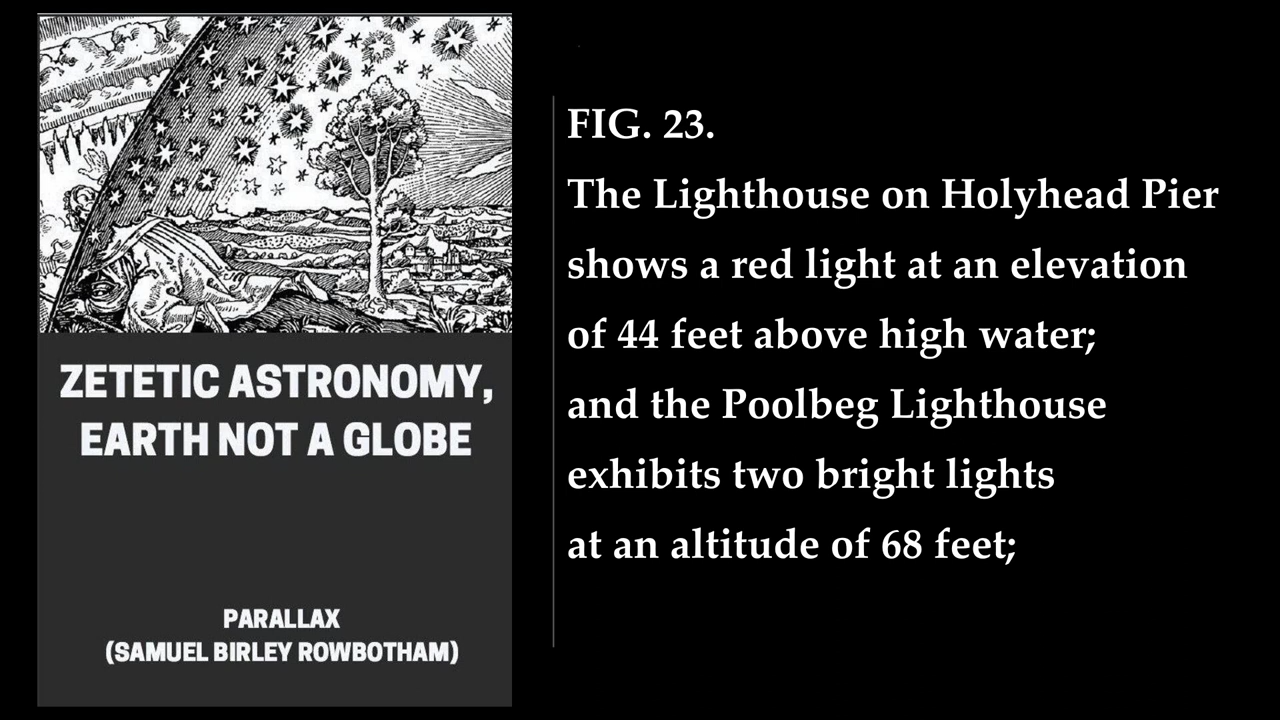 ZETETIC ASTRONOMY,
EARTH NOT A GLOBE
PARALLAX
(SAMUEL BIRLEY ROWBOTHAM)
FIG. 23.
The Lighthouse on Holyhead Pier
shows a red light at an elevation
of 44 feet above high water;
and the Poolbeg Lighthouse
exhibits two bright lights
at an altitude of 68 feet;